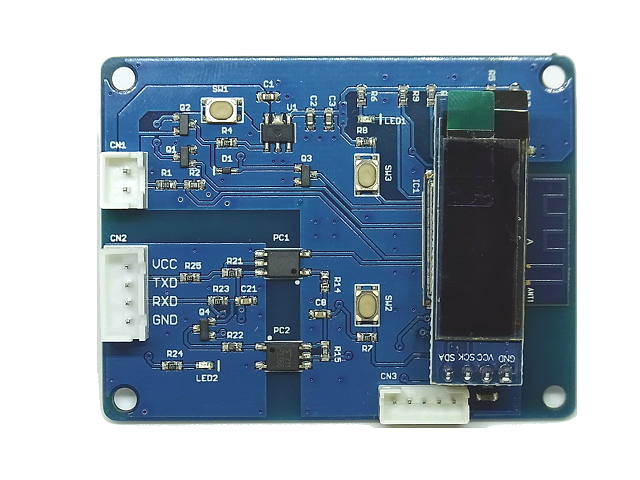 SW1
C1
Q2
U1
C2
C3
R6
R9
R5
LED1
R4
R8
CN1
Q1
D1
Q3
SW3
IC1
R1
R2
CN2
PC1
VCC
R25
R21
TXD
R14
ANT1
RXD
R23
C21
SW2
GND
Q4
C8
R22
PC2
R7
R15
R24
LED2
CN3
GND VCC SCK SDA